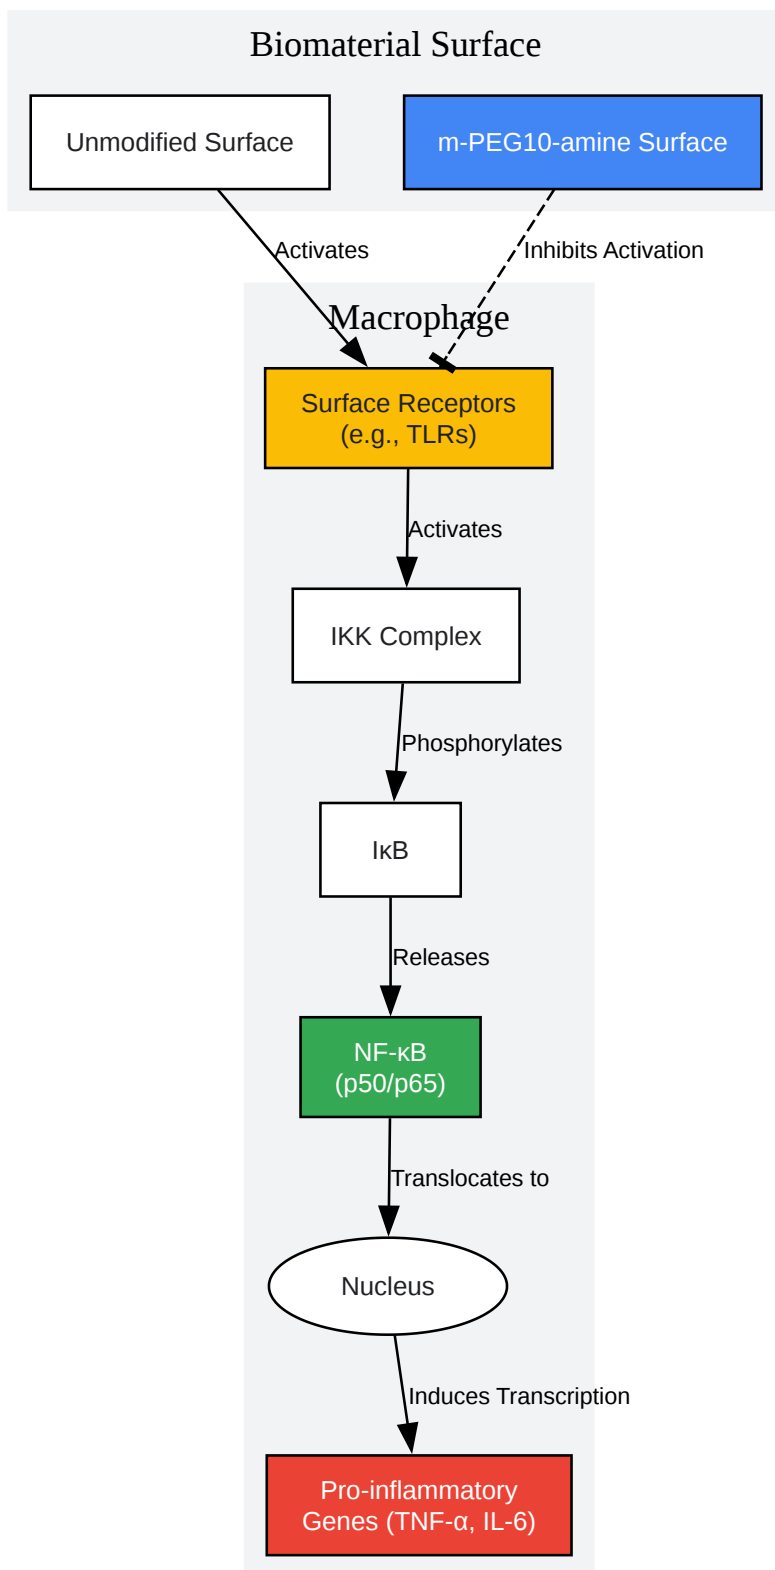 Biomaterial Surface
Unmodified Surface
m-PEG10-amine Surface
Activates
Inhibits Activation
Macrophage
Surface Receptors
(e.g., TLRs)
Activates
IKK Complex
Phosphorylates
IκB
Releases
NF-κB
(p50/p65)
Translocates to
Nucleus
Induces Transcription
Pro-inflammatory
Genes (TNF-α, IL-6)